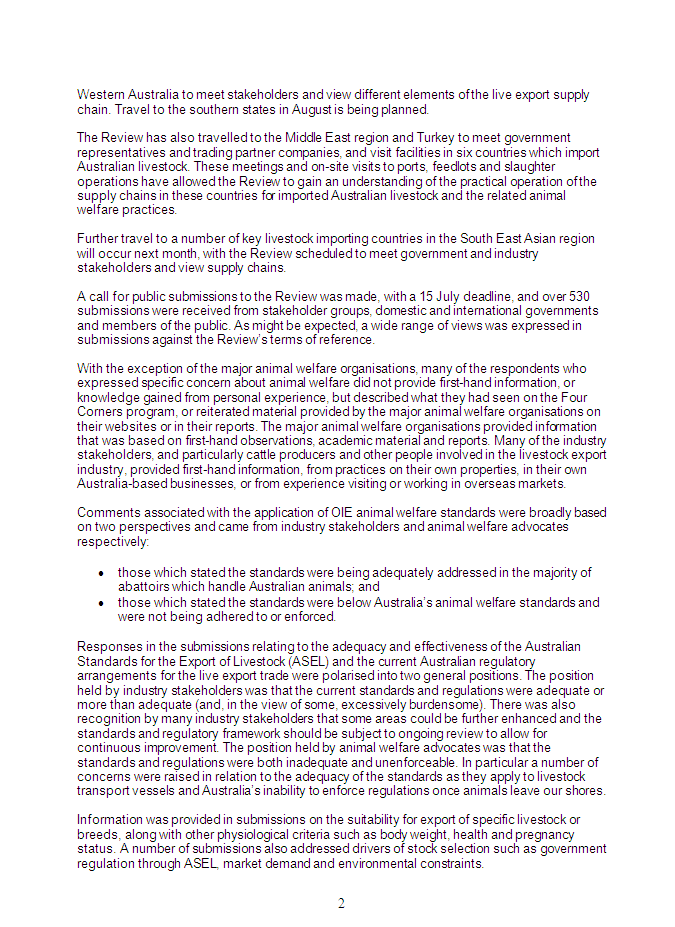 Western Australia to meet stakeholders and view different elements of the live export supply
chain. Travel to the southern states in August is being planned.
The Review has also travelled to the Middle East region and Turkey to meet government
representatives and trading partner companies, and visit facilities in six countries which import
Australian livestock. These meetings and on-site visits to ports, feedlots and slaughter
operations have allowed the Review to gain an understanding of the practical operation of the
supply chains in these countries for imported Australian livestock and the related animal
welfare practices.
Further travel to a number of key livestock importing countries in the South East Asian region
will occur next month, with the Review scheduled to meet government and industry
stakeholders and view supply chains.
A call for public submissions to the Review was made, with a 15 July deadline, and over 530
submissions were received from stakeholder groups, domestic and international governments
and members of the public. As might be expected, a wide range of views was expressed in
submissions against the Review's terms of reference.
With the exception of the major animal welfare organisations, many of the respondents who
expressed specific concern about animal welfare did not provide first-hand information, or
knowledge gained from personal experience, but described what they had seen on the Four
Corners program, or reiterated material provided by the major animal welfare organisations on
their websites or in their reports. The major animal welfare organisations provided information
that was based on first-hand observations, academic material and reports. Many of the industry
stakeholders, and particularly cattle producers and other people involved in the livestock export
industry, provided first-hand information, from practices on their own properties, in their own
Australia-based businesses, or from experience visiting or working in overseas markets.
Comments associated with the application of OIE animal welfare standards were broadly based
on two perspectives and came from industry stakeholders and animal welfare advocates
respectively:
• those which stated the standards were being adequately addressed in the majority of
abattoirs which handle Australian animals; and
• those which stated the standards were below Australia's animal welfare standards and
were not being adhered to or enforced.
Responses in the submissions relating to the adequacy and effectiveness of the Australian
Standards for the Export of Livestock (ASEL) and the current Australian regulatory
arrangements for the live export trade were polarised into two general positions. The position
held by industry stakeholders was that the current standards and regulations were adequate or
more than adequate (and, in the view of some, excessively burdensome). There was also
recognition by many industry stakeholders that some areas could be further enhanced and the
standards and regulatory framework should be subject to ongoing review to allow for
continuous improvement. The position held by animal welfare advocates was that the
standards and regulations were both inadequate and unenforceable. In particular a number of
concerns were raised in relation to the adequacy of the standards as they apply to livestock
transport vessels and Australia's inability to enforce regulations once animals leave our shores.
Information was provided in submissions on the suitability for export of specific livestock or
breeds, along with other physiological criteria such as body weight, health and pregnancy
status. A number of submissions also addressed drivers of stock selection such as government
regulation through ASEL, market demand and environmental constraints.
2